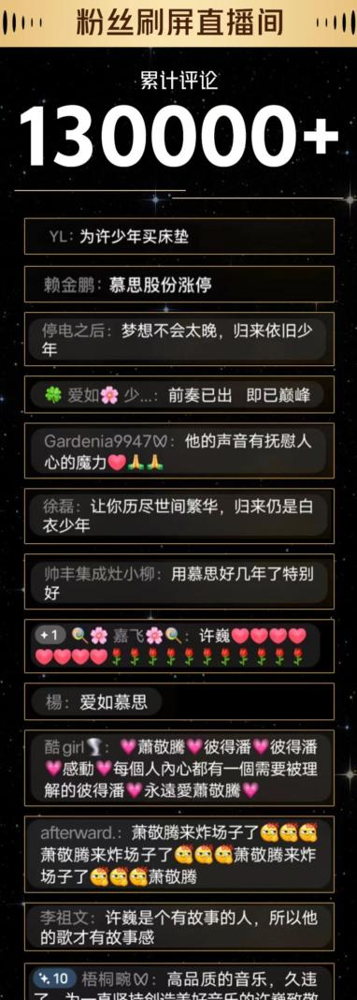 粉丝刷屏直播间
累计评论
130000+
YL：为许少年买床垫
赖金鹏：慕思股份涨停
停电之后：梦想不会太晚，归来依旧少
年
🍀 爱如🌸 少...：前奏已出 即已巅峰
Gardenia9947：他的声音有抚慰人
心的魔力❤️🙏🙏
徐磊：让你历尽世间繁华，归来仍是白
衣少年
帅丰集成灶小柳：用慕思好几年了特别
好
+1 🍭🌸 嘉飞🌸🍭：许巍❤️❤️❤️❤️
❤️❤️❤️❤️🌹🌹🌹🌹🌹🌹🌹🌹🌹🌹🌹
楊：爱如慕思
酷girl🌪️：💗蕭敬騰💗彼得潘💗彼得潘
💗感動💗每個人內心都有一個需要被理
解的彼得潘💗永遠愛蕭敬騰💗
afterward.：萧敬腾来炸场子了🥳🥳🥳
萧敬腾来炸场子了🥳🥳🥳萧敬腾来炸
场子了🥳🥳🥳萧敬腾
李祖文：许巍是个有故事的人，所以他
的歌才有故事感
10 梧桐畹：高品质的音乐，久违
了，为一直坚持创造美好音乐的许巍致敬